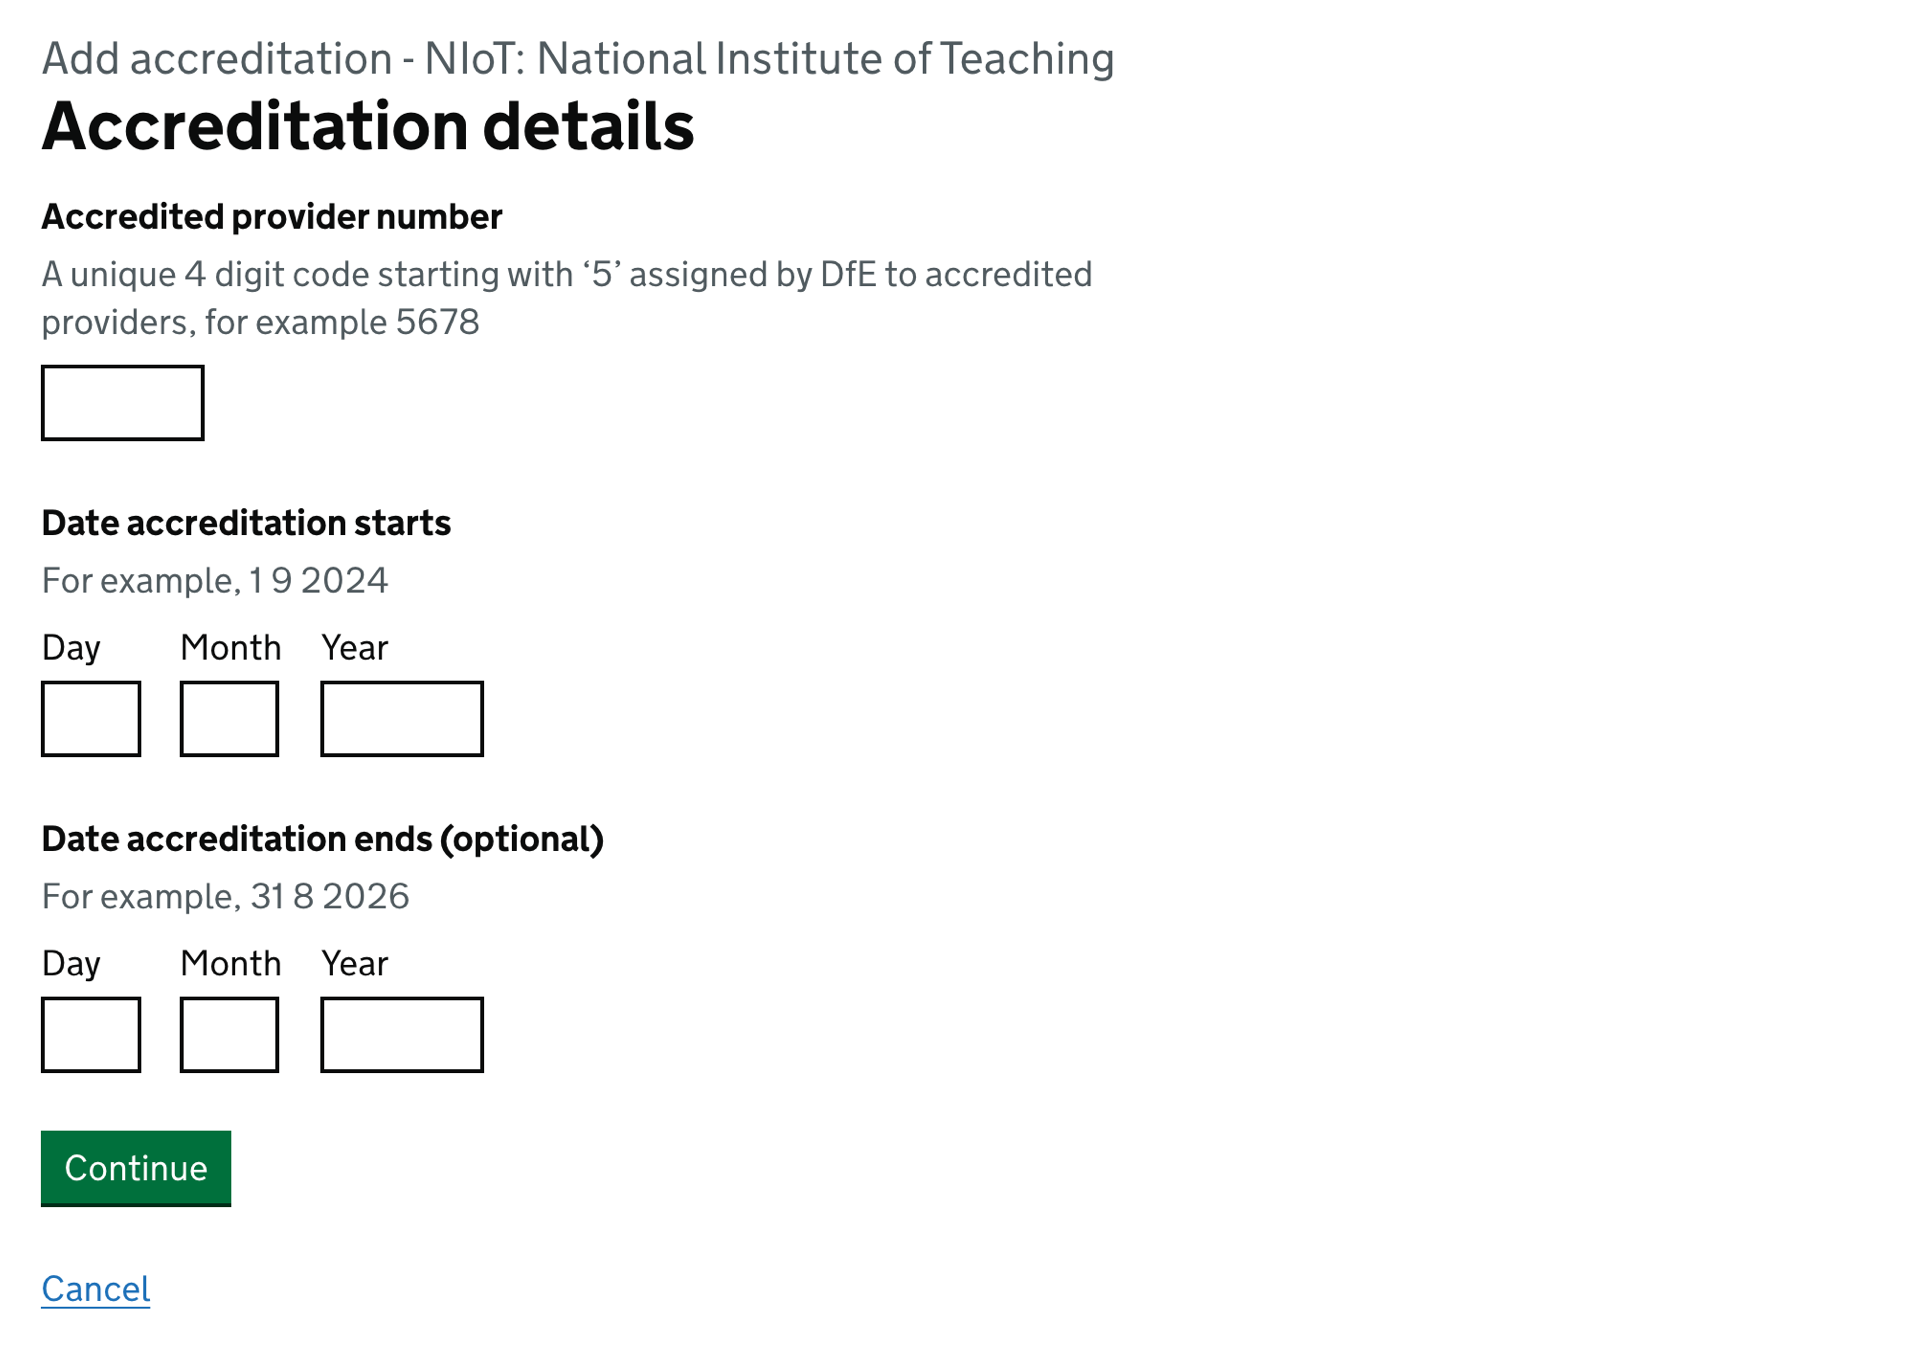 Add accreditation - NIoT: National Institute of Teaching
Accreditation details
Accredited provider number
A unique 4 digit code starting with ‘5’ assigned by DfE to accredited
providers, for example 5678
Date accreditation starts
For example, 1 9 2024
Day Month Year
Date accreditation ends (optional)
For example, 31 8 2026
Day Month Year
Continue
Cancel